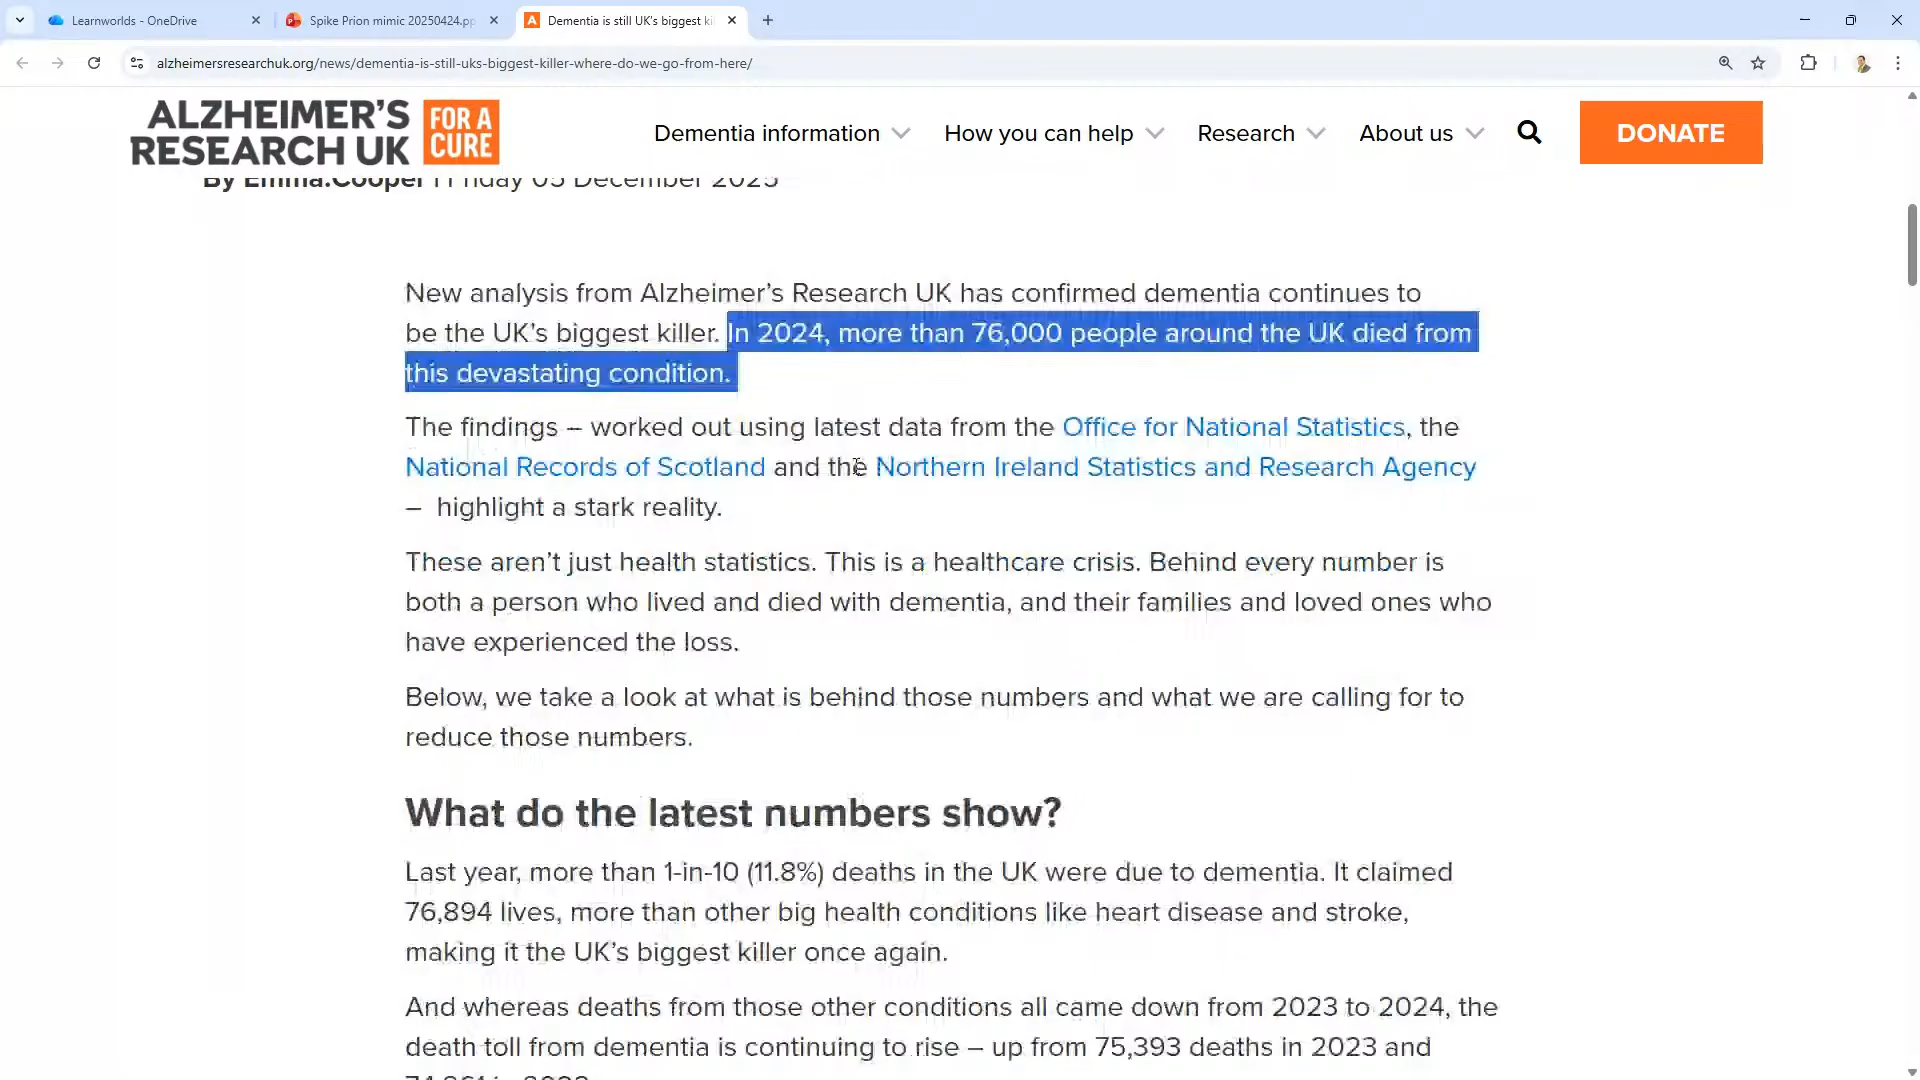 Learnworlds - OneDrive
Spike Prion mimic 20250424.pp
Dementia is still UK's biggest ki
alzheimersresearchuk.org/news/dementia-is-still-uks-biggest-killer-where-do-we-go-from-here/
ALZHEIMER'S RESEARCH UK
FOR A CURE
Dementia information
How you can help
Research
About us
DONATE
By Emma.Cooper | Friday 05 December 2025
New analysis from Alzheimer's Research UK has confirmed dementia continues to
be the UK's biggest killer. In 2024, more than 76,000 people around the UK died from
this devastating condition.
The findings – worked out using latest data from the Office for National Statistics, the
National Records of Scotland and the Northern Ireland Statistics and Research Agency
– highlight a stark reality.
These aren't just health statistics. This is a healthcare crisis. Behind every number is
both a person who lived and died with dementia, and their families and loved ones who
have experienced the loss.
Below, we take a look at what is behind those numbers and what we are calling for to
reduce those numbers.
What do the latest numbers show?
Last year, more than 1-in-10 (11.8%) deaths in the UK were due to dementia. It claimed
76,894 lives, more than other big health conditions like heart disease and stroke,
making it the UK's biggest killer once again.
And whereas deaths from those other conditions all came down from 2023 to 2024, the
death toll from dementia is continuing to rise – up from 75,393 deaths in 2023 and